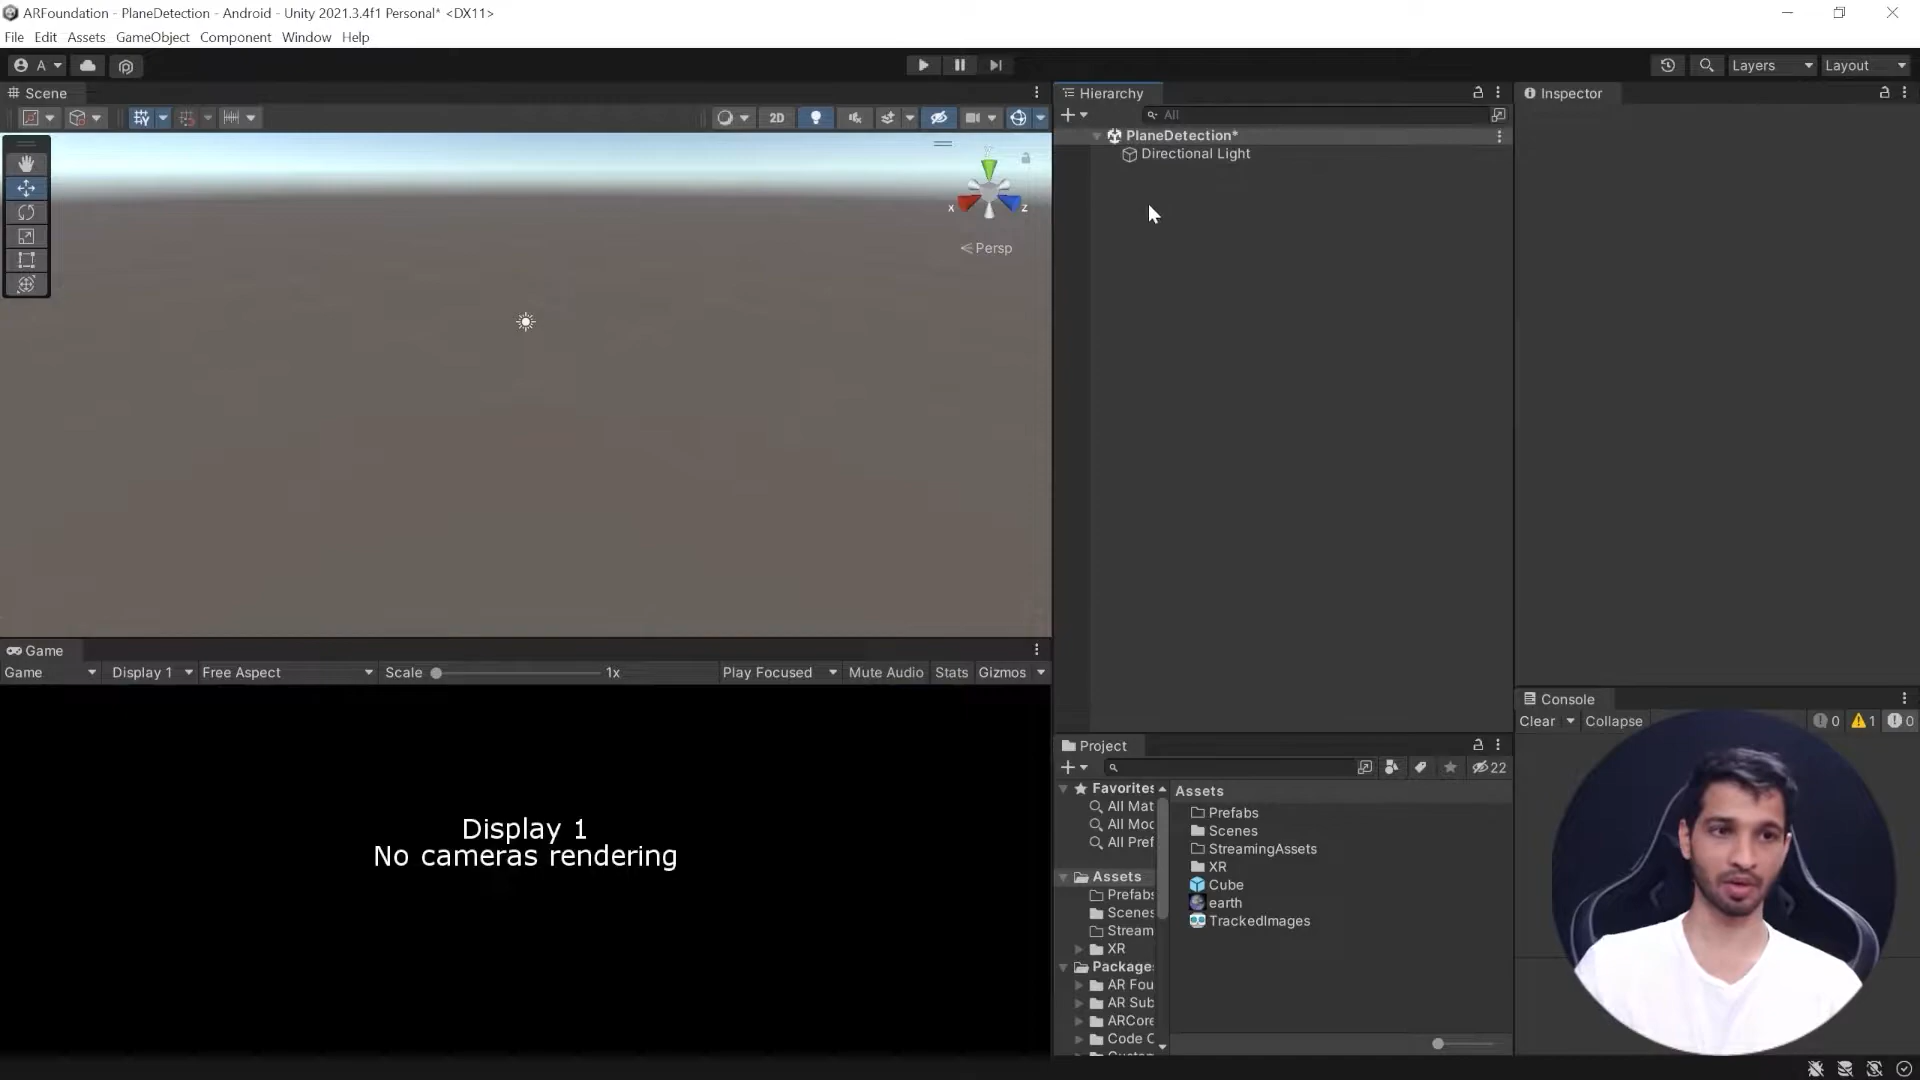 ARFoundation - PlaneDetection - Android - Unity 2021.3.4f1 Personal* <DX11>
File Edit Assets GameObject Component Window Help
A
Layers Layout
Scene
2D
y
x z
Persp
Hierarchy
All
PlaneDetection*
Directional Light
Inspector
Game
Game Display 1 Free Aspect Scale 1x Play Focused Mute Audio Stats Gizmos
Display 1
No cameras rendering
Project
22
Favorites
All Mat
All Mod
All Pref
Assets
Prefabs
Scenes
Stream
XR
Packages
AR Fou
AR Sub
ARCore
Code C
Assets
Prefabs
Scenes
StreamingAssets
XR
Cube
earth
TrackedImages
Console
Clear Collapse 0 1 0